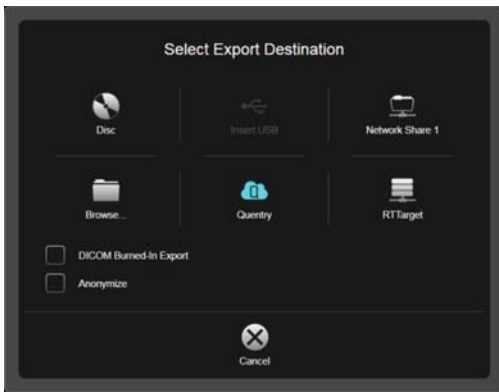 Select Export Destination
Disc
Insert USB
Network Share 1
Browse...
Quentry
RTTarget
DICOM Burned-In Export
Anonymize
Cancel